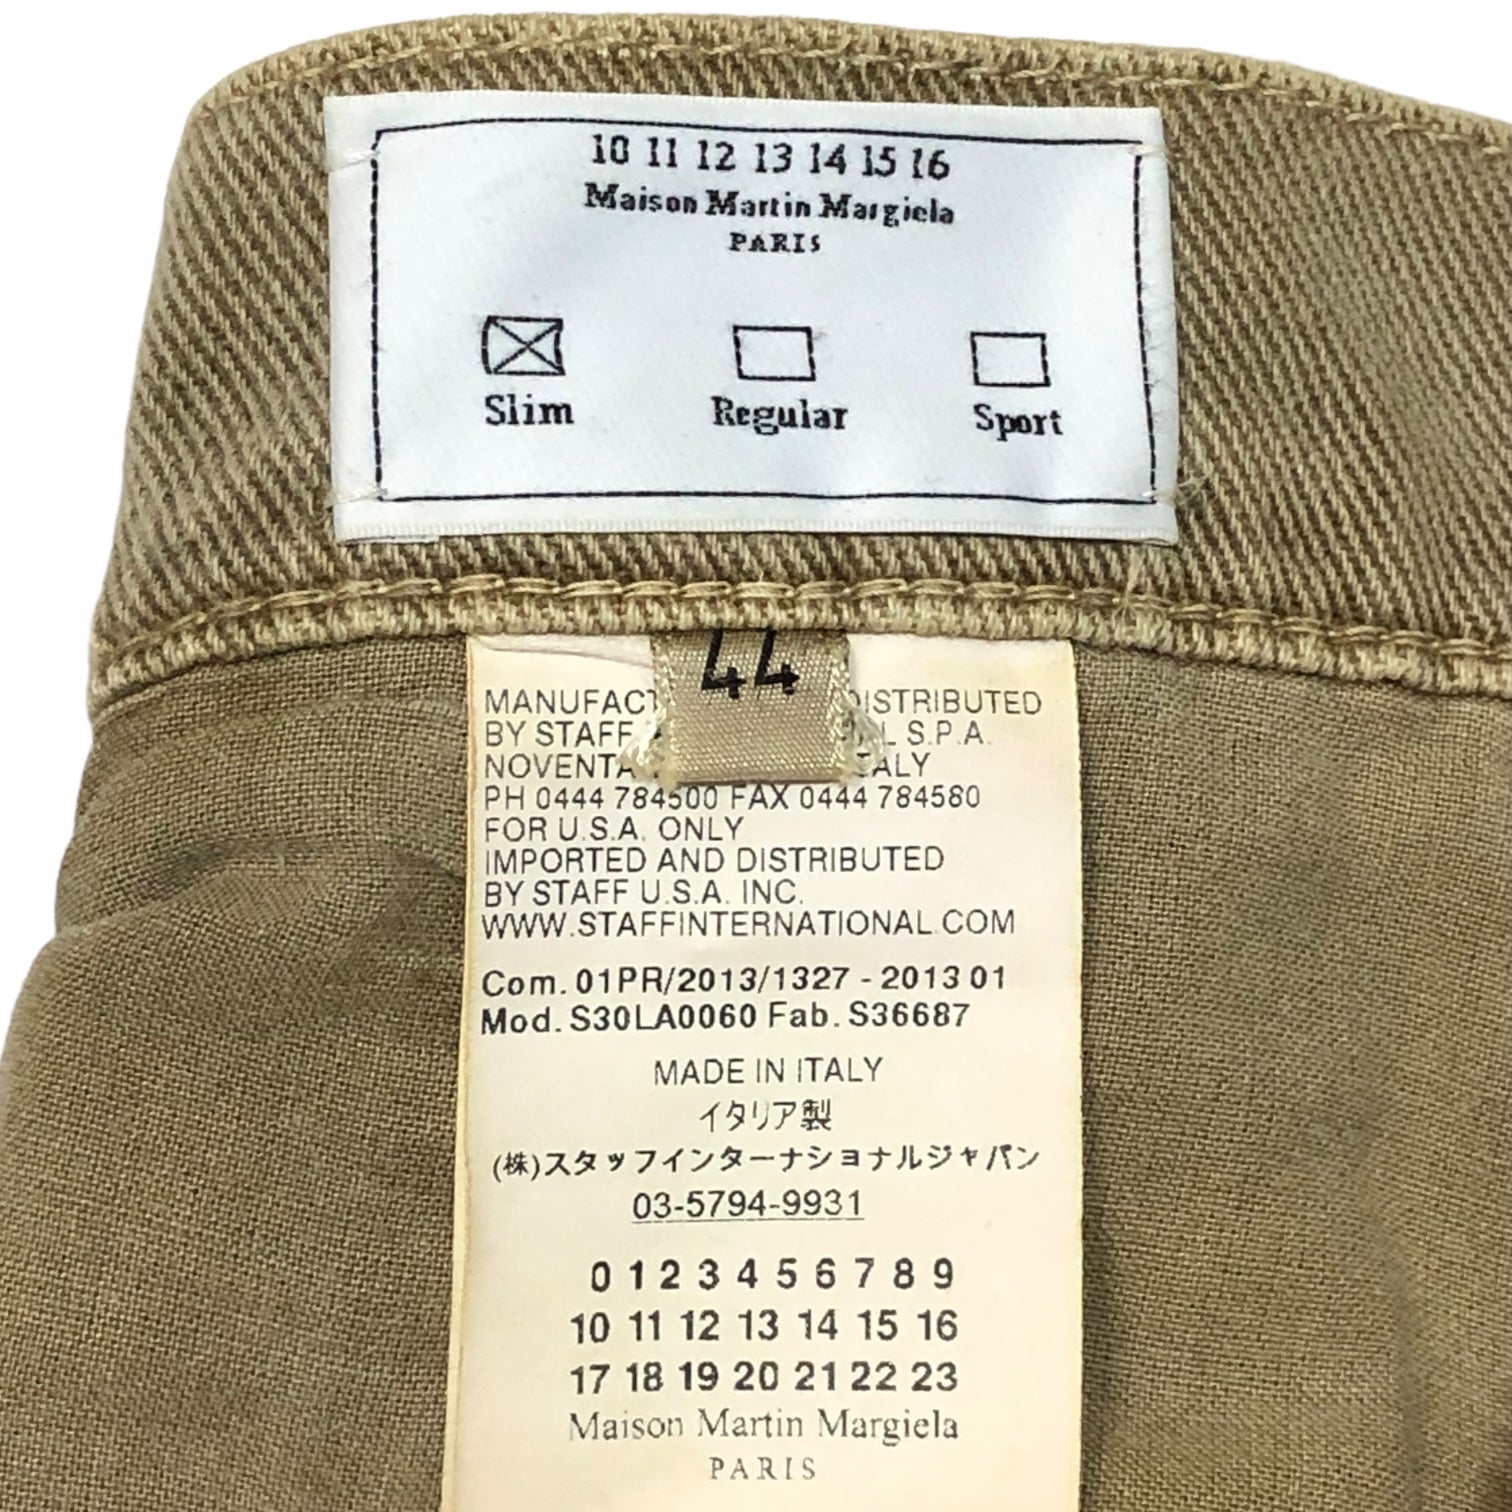 10 11 12 13 14 15 16
Maison Martin Margiela
PARIS
Slim Regular Sport
44
DISTRIBUTED
BY STAFF S.P.A.
NOVENTA ITALY
PH 0444 784500 FAX 0444 784580
FOR U.S.A. ONLY
IMPORTED AND DISTRIBUTED
BY STAFF U.S.A. INC.
WWW.STAFFINTERNATIONAL.COM
Com. 01PR/2013/1327 - 2013 01
Mod. S30LA0060 Fab. S36687
MADE IN ITALY
イタリア製
(株)スタッフインターナショナルジャパン
03-5794-9931
0 1 2 3 4 5 6 7 8 9
10 11 12 13 14 15 16
17 18 19 20 21 22 23
Maison Martin Margiela
PARIS